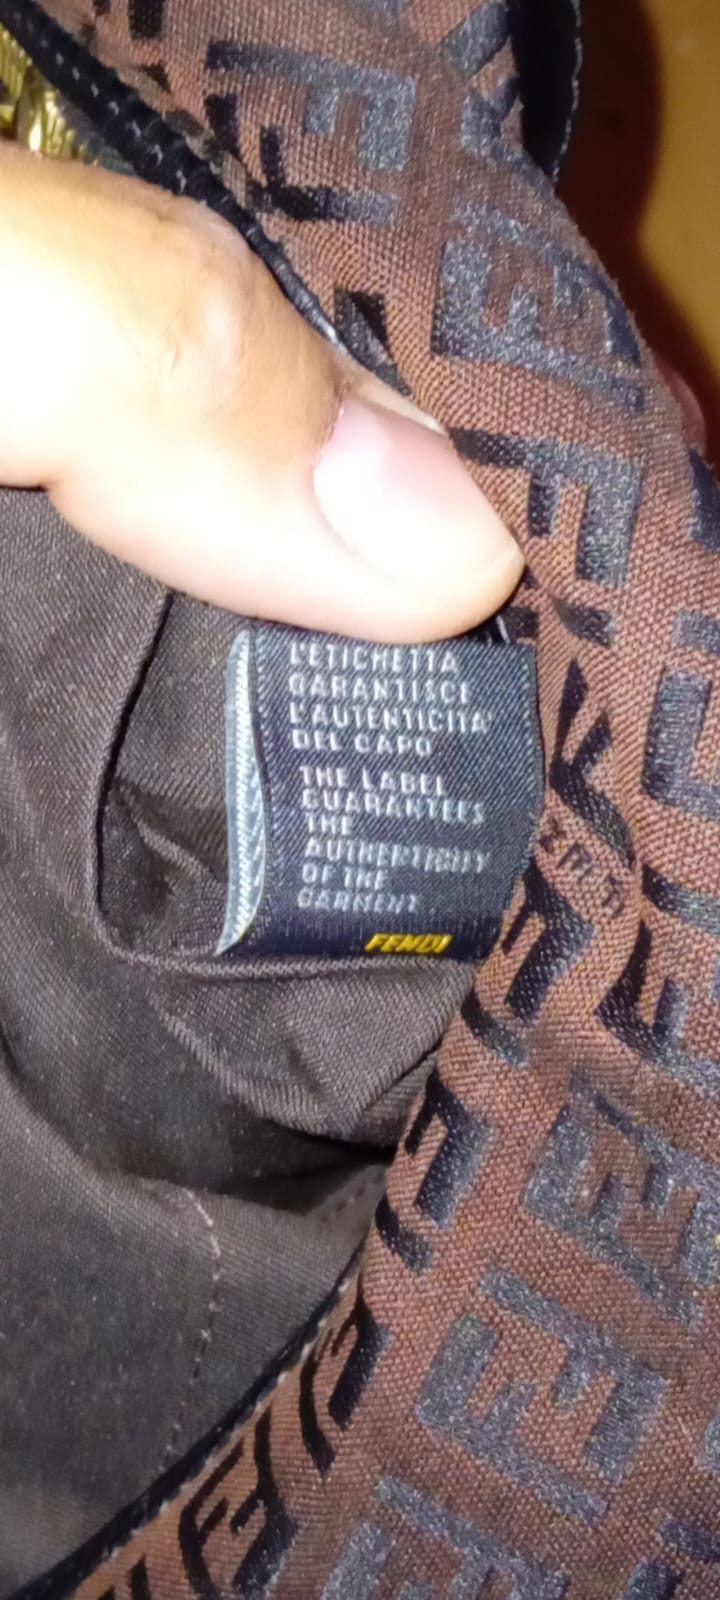 L'ETICHETTA
GARANTISCE
L'AUTENTICITA'
DEL CAPO
THE LABEL
GUARANTEES
THE
AUTHENTICITY
OF THE
GARMENT
FENDI